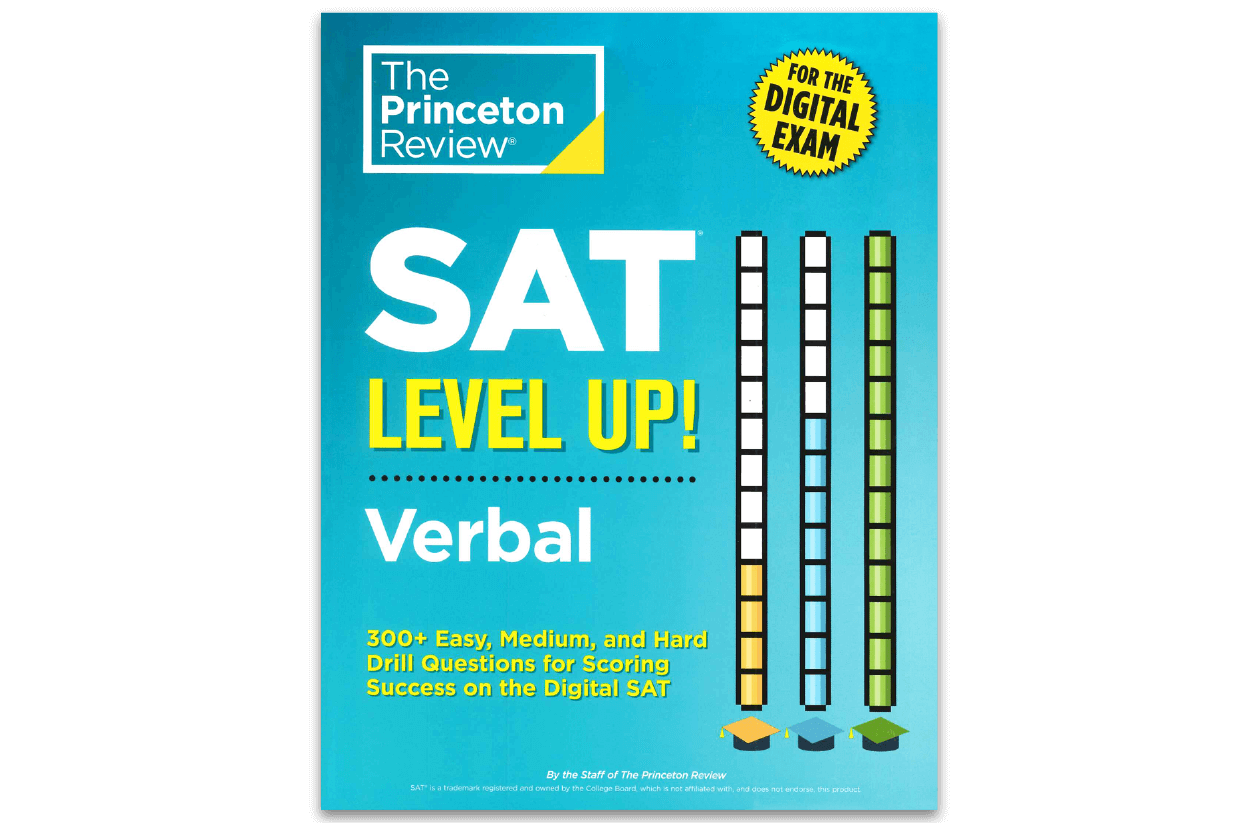 The
Princeton
Review®
FOR THE
DIGITAL
EXAM
SAT®
LEVEL UP!
Verbal
300+ Easy, Medium, and Hard
Drill Questions for Scoring
Success on the Digital SAT
By the Staff of The Princeton Review
SAT® is a trademark registered and owned by the College Board, which is not affiliated with, and does not endorse, this product.